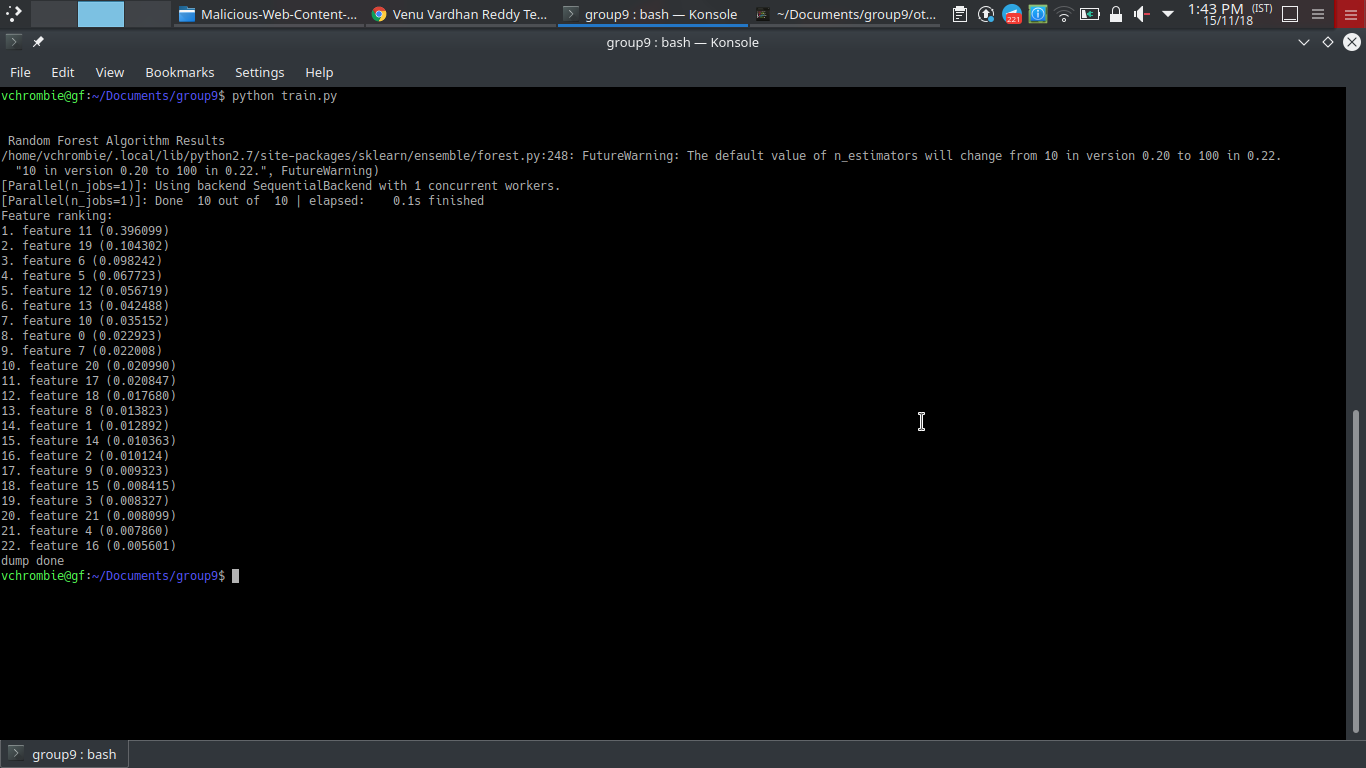 Malicious-Web-Content-...
Venu Vardhan Reddy Te...
group9 : bash — Konsole
~/Documents/group9/ot...
221
1:43 PM (IST)
15/11/18
group9 : bash — Konsole
File Edit View Bookmarks Settings Help
vchrombie@gf:~/Documents/group9$ python train.py
Random Forest Algorithm Results
/home/vchrombie/.local/lib/python2.7/site-packages/sklearn/ensemble/forest.py:248: FutureWarning: The default value of n_estimators will change from 10 in version 0.20 to 100 in 0.22.
"10 in version 0.20 to 100 in 0.22.", FutureWarning)
[Parallel(n_jobs=1)]: Using backend SequentialBackend with 1 concurrent workers.
[Parallel(n_jobs=1)]: Done  10 out of  10 | elapsed:    0.1s finished
Feature ranking:
1. feature 11 (0.396099)
2. feature 19 (0.104302)
3. feature 6 (0.098242)
4. feature 5 (0.067723)
5. feature 12 (0.056719)
6. feature 13 (0.042488)
7. feature 10 (0.035152)
8. feature 0 (0.022923)
9. feature 7 (0.022008)
10. feature 20 (0.020990)
11. feature 17 (0.020847)
12. feature 18 (0.017680)
13. feature 8 (0.013823)
14. feature 1 (0.012892)
15. feature 14 (0.010363)
16. feature 2 (0.010124)
17. feature 9 (0.009323)
18. feature 15 (0.008415)
19. feature 3 (0.008327)
20. feature 21 (0.008099)
21. feature 4 (0.007860)
22. feature 16 (0.005601)
dump done
vchrombie@gf:~/Documents/group9$
group9 : bash